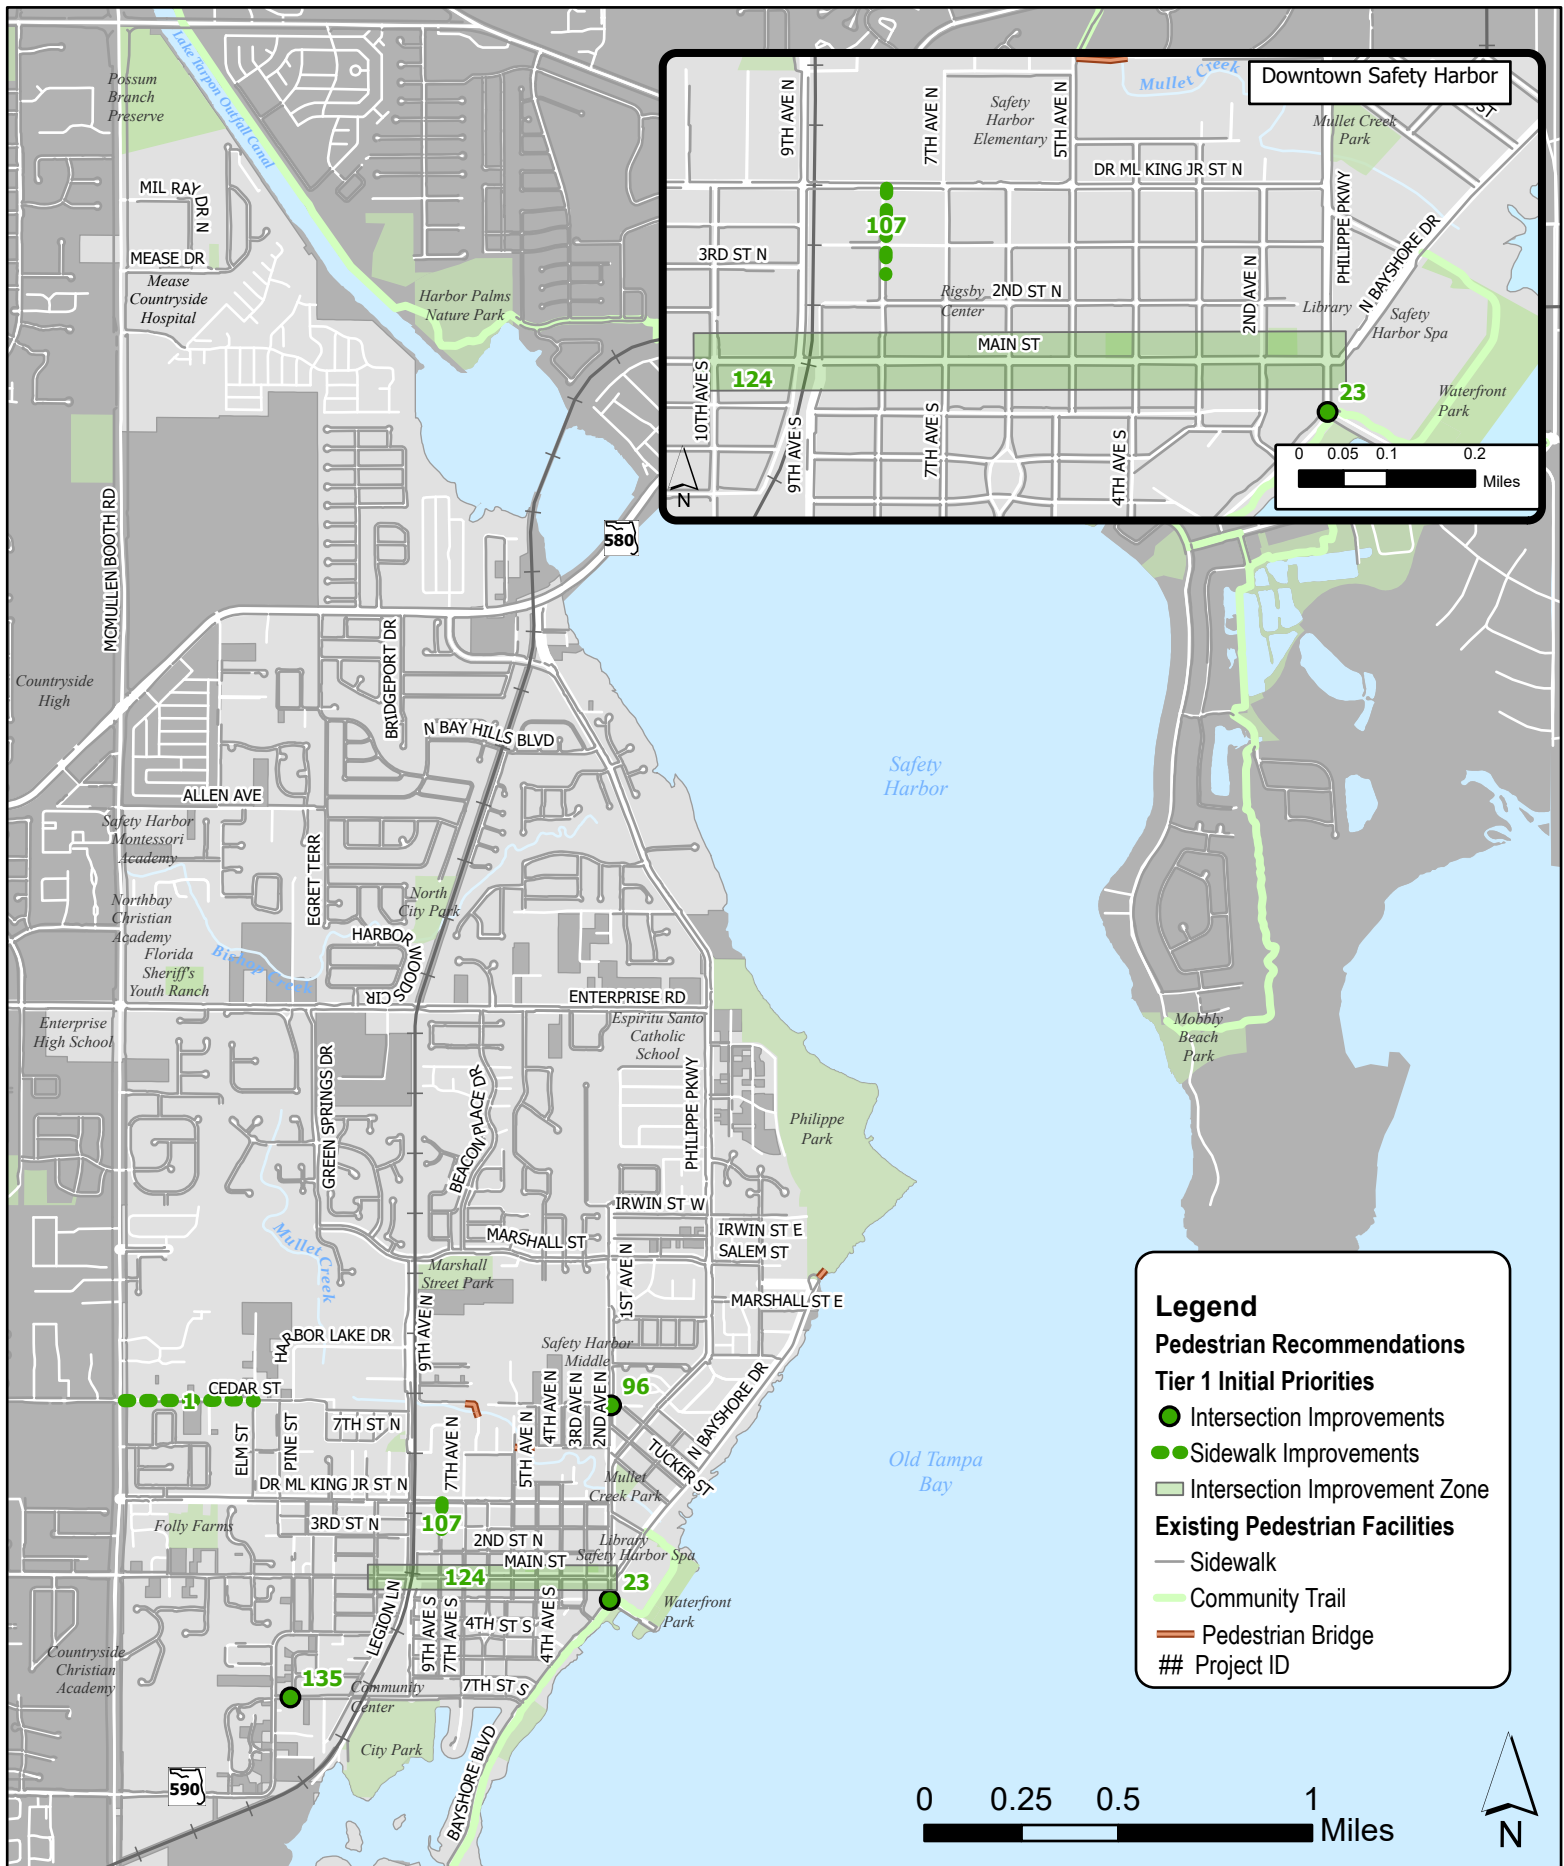 Lake Tarpon Outfall Canal
Possum
Branch
Preserve
MIL RAY DR N
MEASE DR
Mease
Countryside
Hospital
Harbor Palms
Nature Park
MCMULLEN BOOTH RD
580
Countryside
High
BRIDGEPORT DR
N BAY HILLS BLVD
ALLEN AVE
Safety Harbor
Montessori
Academy
EGRET TERR
North
City Park
Northbay
Christian
Academy
HARBOR WOODS CIR
Florida
Sheriff's
Youth Ranch
Bishop Creek
ENTERPRISE RD
Enterprise
High School
Espiritu Santo
Catholic
School
GREEN SPRINGS DR
BEACON PLACE DR
PHILIPPE PKWY
Philippe
Park
Mobbly
Beach
Park
Safety
Harbor
IRWIN ST W
IRWIN ST E
SALEM ST
MARSHALL ST
Mullet Creek
Marshall
Street Park
1ST AVE N
MARSHALL ST E
9TH AVE N
HARBOR LAKE DR
Safety Harbor
Middle
CEDAR ST
1
96
4TH AVE N
3RD AVE N
2ND AVE N
7TH ST N
ELM ST
PINE ST
7TH AVE N
5TH AVE N
N BAYSHORE DR
TUCKER ST
Old Tampa
Bay
DR ML KING JR ST N
Mullet
Creek Park
Folly Farms
3RD ST N
107
2ND ST N
Library
MAIN ST
Safety Harbor Spa
124
23
Waterfront
Park
LEGION LN
9TH AVE S
7TH AVE S
4TH ST S
4TH AVE S
Countryside
Christian
Academy
135
Community
Center
7TH ST S
City Park
590
BAYSHORE BLVD
Downtown Safety Harbor
Mullet Creek
9TH AVE N
7TH AVE N
Safety
Harbor
Elementary
5TH AVE N
ST
Mullet Creek
Park
DR ML KING JR ST N
PHILIPPE PKWY
107
3RD ST N
N BAYSHORE DR
2ND AVE N
Rigsby
Center
2ND ST N
Library
Safety
Harbor Spa
MAIN ST
10TH AVE S
124
23
Waterfront
Park
9TH AVE S
7TH AVE S
4TH AVE S
N
0 0.05 0.1 0.2
Miles
Legend
Pedestrian Recommendations
Tier 1 Initial Priorities
Intersection Improvements
Sidewalk Improvements
Intersection Improvement Zone
Existing Pedestrian Facilities
Sidewalk
Community Trail
Pedestrian Bridge
## Project ID
0 0.25 0.5 1
Miles
N